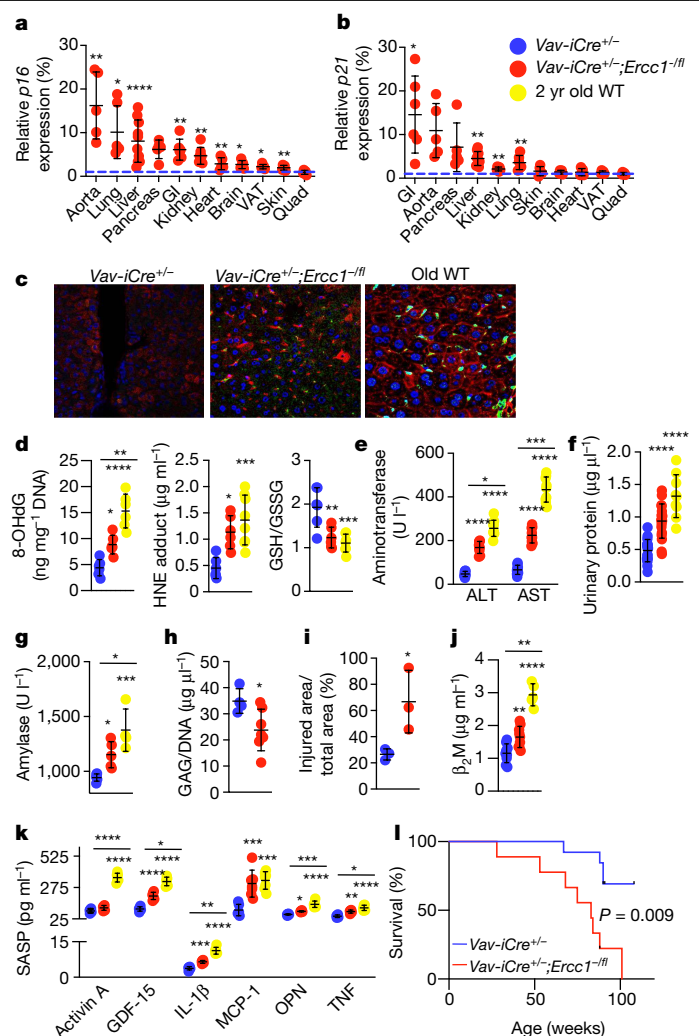 a
Relative p16 expression (%)
30
20
10
0
** * **** ** ** ** * * **
Aorta
Lung
Liver
Pancreas
GI
Kidney
Heart
Brain
VAT
Skin
Quad
b
Relative p21 expression (%)
30
20
10
0
* ** ** **
GI
Aorta
Pancreas
Liver
Kidney
Lung
Skin
Brain
Heart
VAT
Quad
Vav-iCre+/−
Vav-iCre+/−;Ercc1−/fl
2 yr old WT
c
Vav-iCre+/−
Vav-iCre+/−;Ercc1−/fl
Old WT
d
8-OHdG
(ng mg−1 DNA)
25
20
15
10
5
0
**
****
*
HNE adduct (µg ml−1)
2.5
2.0
1.5
1.0
0.5
0
***
*
GSH/GSSG
3
2
1
0
**
***
e
Aminotransferase
(U l−1)
600
400
200
0
*
****
****
***
****
****
ALT
AST
f
Urinary protein (µg µl−1)
2.0
1.5
1.0
0.5
0
****
****
g
Amylase (U l−1)
2,000
1,500
1,000
*
***
*
h
GAG/DNA (µg µl−1)
50
40
30
20
10
0
*
i
Injured area/
total area (%)
100
80
60
40
20
0
*
j
β2M (µg ml−1)
4
3
2
1
0
**
****
**
k
SASP (pg ml−1)
525
275
25
15
0
****
****
*
****
****
**
****
***
***
***
***
****
*
*
****
**
Activin A
GDF-15
IL-1β
MCP-1
OPN
TNF
l
Survival (%)
100
50
0
P = 0.009
Vav-iCre+/−
Vav-iCre+/−;Ercc1−/fl
0
50
100
Age (weeks)